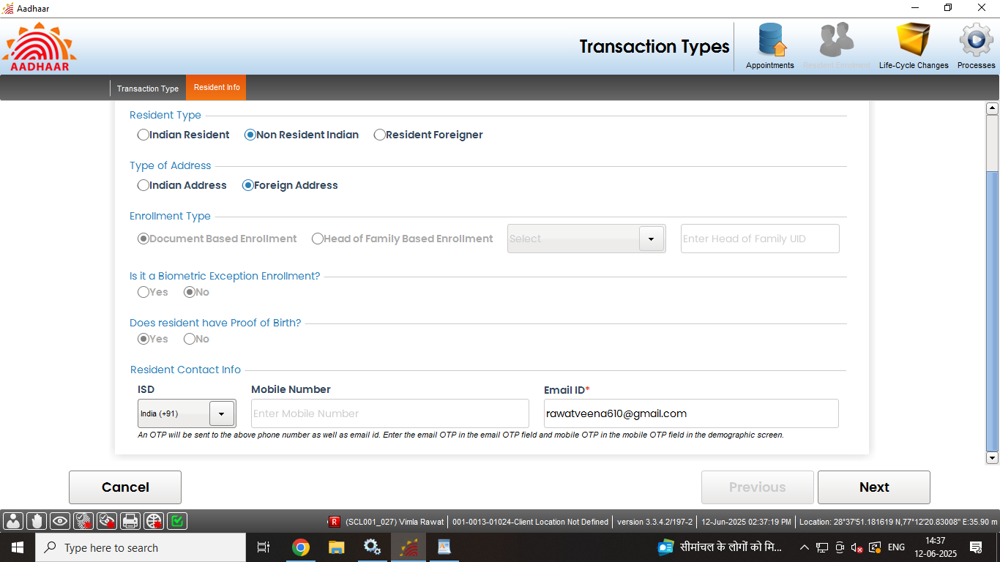 Aadhaar
AADHAAR
Transaction Types
Appointments
Resident Enrolment
Life-Cycle Changes
Processes
Transaction Type
Resident Info
Resident Type
Indian Resident
Non Resident Indian
Resident Foreigner
Type of Address
Indian Address
Foreign Address
Enrollment Type
Document Based Enrollment
Head of Family Based Enrollment
Select
Enter Head of Family UID
Is it a Biometric Exception Enrollment?
Yes
No
Does resident have Proof of Birth?
Yes
No
Resident Contact Info
ISD
Mobile Number
Email ID*
India (+91)
Enter Mobile Number
rawatveena610@gmail.com
An OTP will be sent to the above phone number as well as email id. Enter the email OTP in the email OTP field and mobile OTP in the mobile OTP field in the demographic screen.
Cancel
Previous
Next
R
(SCL001_027) Vimla Rawat
001-0013-01024-Client Location Not Defined
version 3.3.4.2/197-2
12-Jun-2025 02:37:19 PM
Location: 28°37'51.181619 N,77°12'20.83008" E:35.90 m
Type here to search
सीमांचल के लोगों को मि...
ENG
14:37
12-06-2025